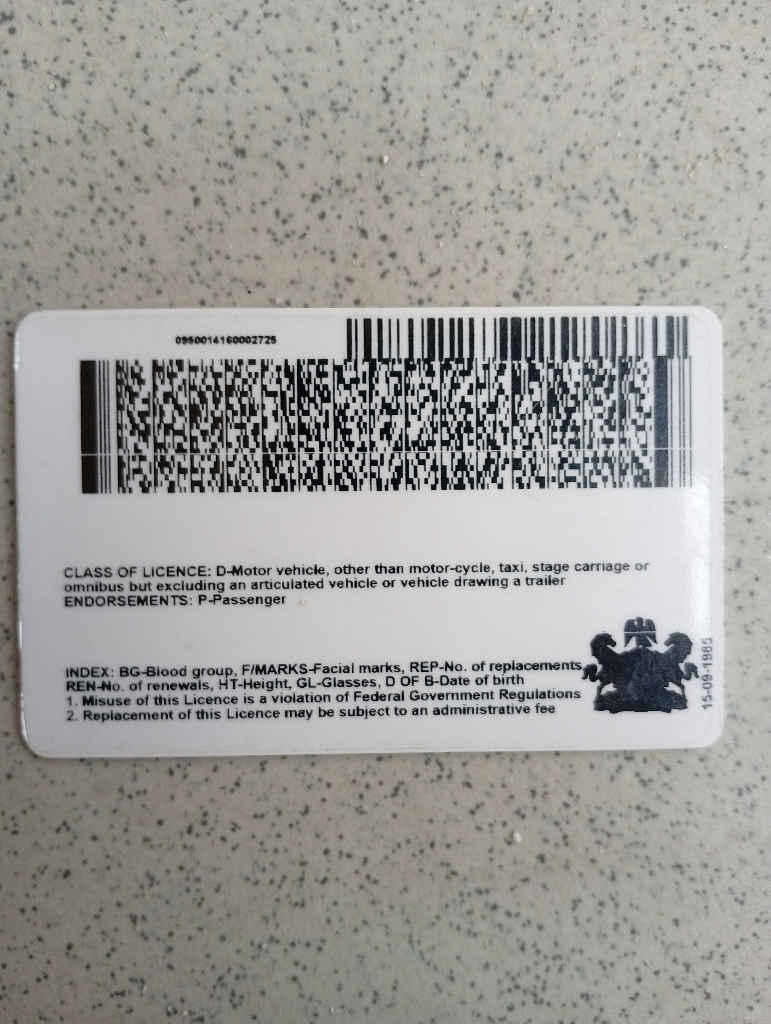 0950014160002725
CLASS OF LICENCE: D-Motor vehicle, other than motor-cycle, taxi, stage carriage or
omnibus but excluding an articulated vehicle or vehicle drawing a trailer
ENDORSEMENTS: P-Passenger
INDEX: BG-Blood group, F/MARKS-Facial marks, REP-No. of replacements
REN-No. of renewals, HT-Height, GL-Glasses, D OF B-Date of birth
1. Misuse of this Licence is a violation of Federal Government Regulations
2. Replacement of this Licence may be subject to an administrative fee
15-09-1985